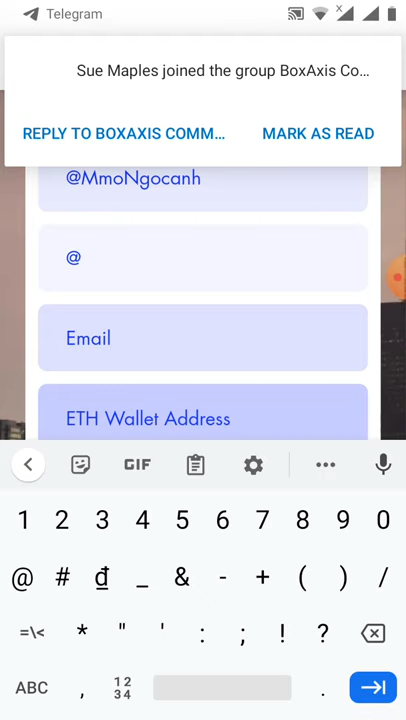 Telegram
Sue Maples joined the group BoxAxis Co...
REPLY TO BOXAXIS COMM... MARK AS READ
@MmoNgocanh
@
Email
ETH Wallet Address
GIF
1 2 3 4 5 6 7 8 9 0
@ # ₫ _ & - + ( ) /
=\< * " ' : ; ! ?
ABC , 12 34 .